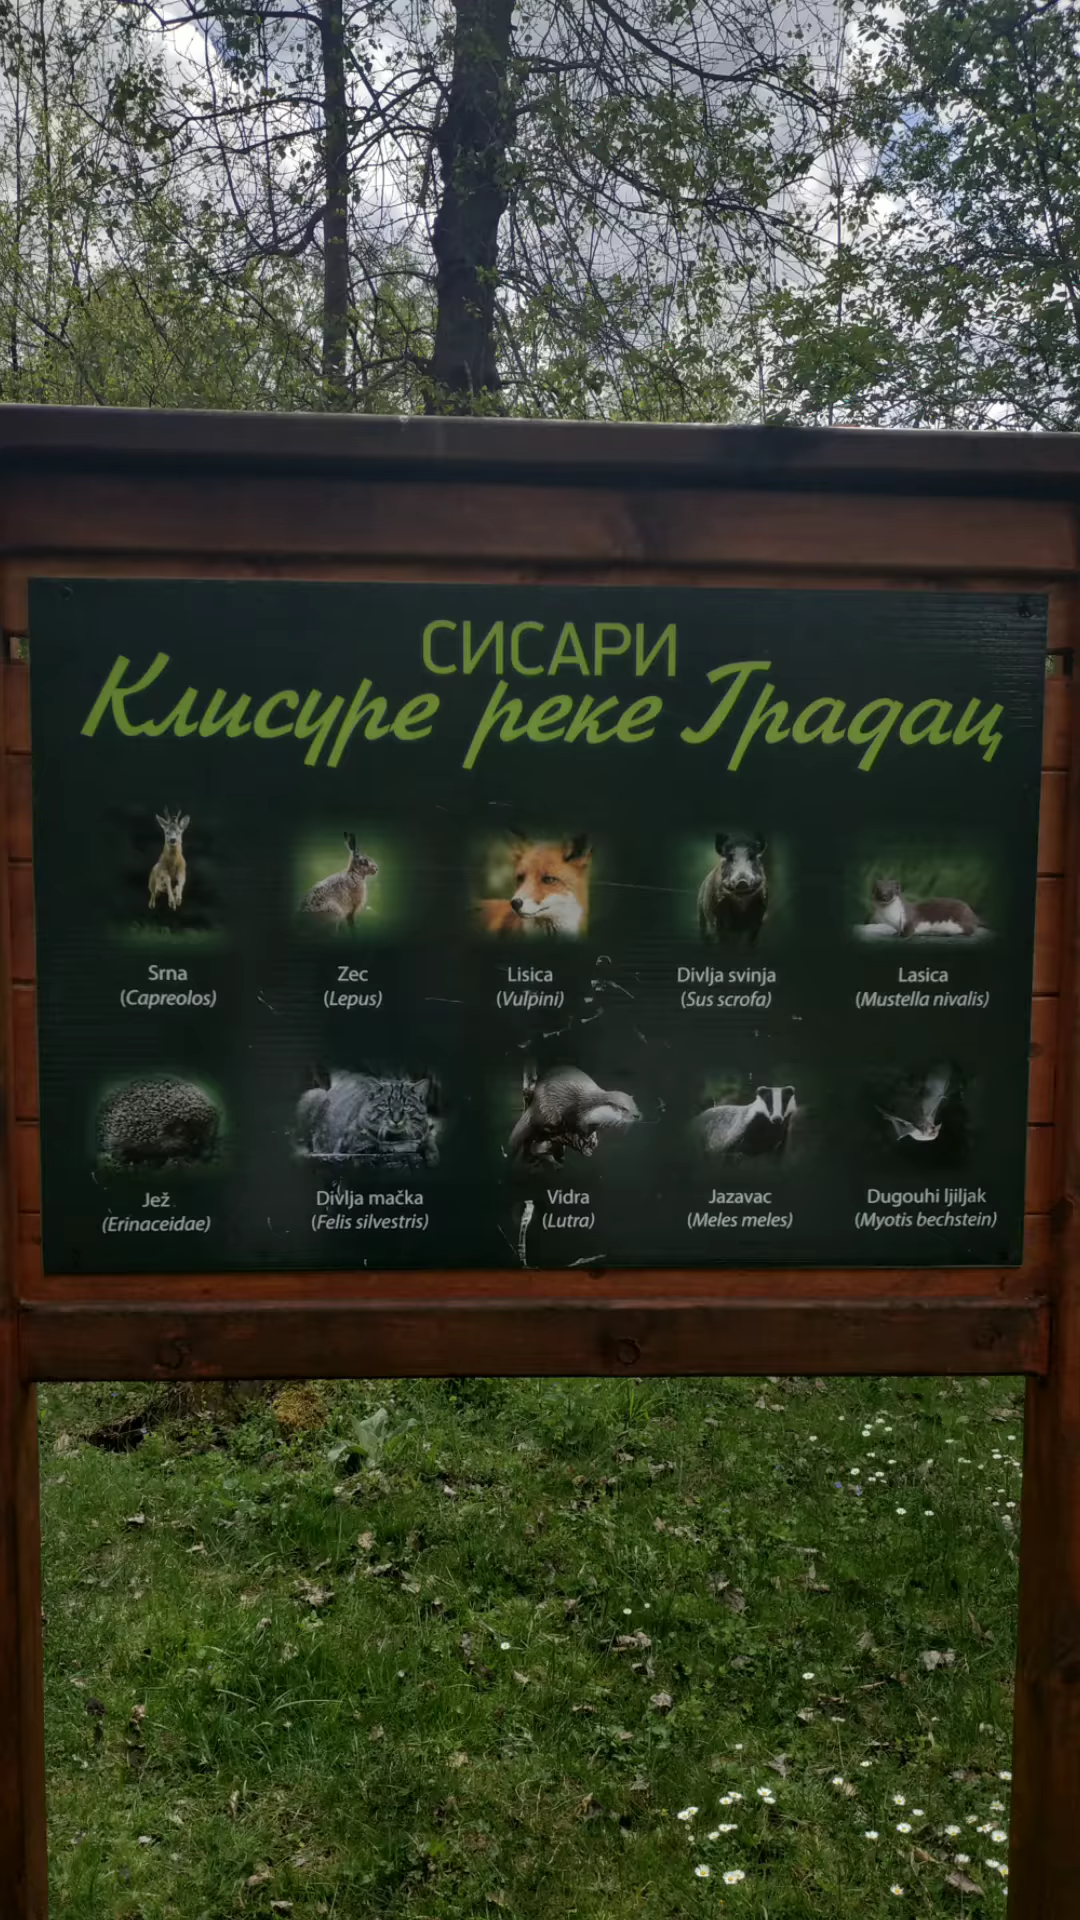 СИСАРИ
Клисуре реке Градац
Srna
(Capreolos)
Zec
(Lepus)
Lisica
(Vulpini)
Divlja svinja
(Sus scrofa)
Lasica
(Mustella nivalis)
Jež
(Erinaceidae)
Divlja mačka
(Felis silvestris)
Vidra
(Lutra)
Jazavac
(Meles meles)
Dugouhi ljiljak
(Myotis bechstein)